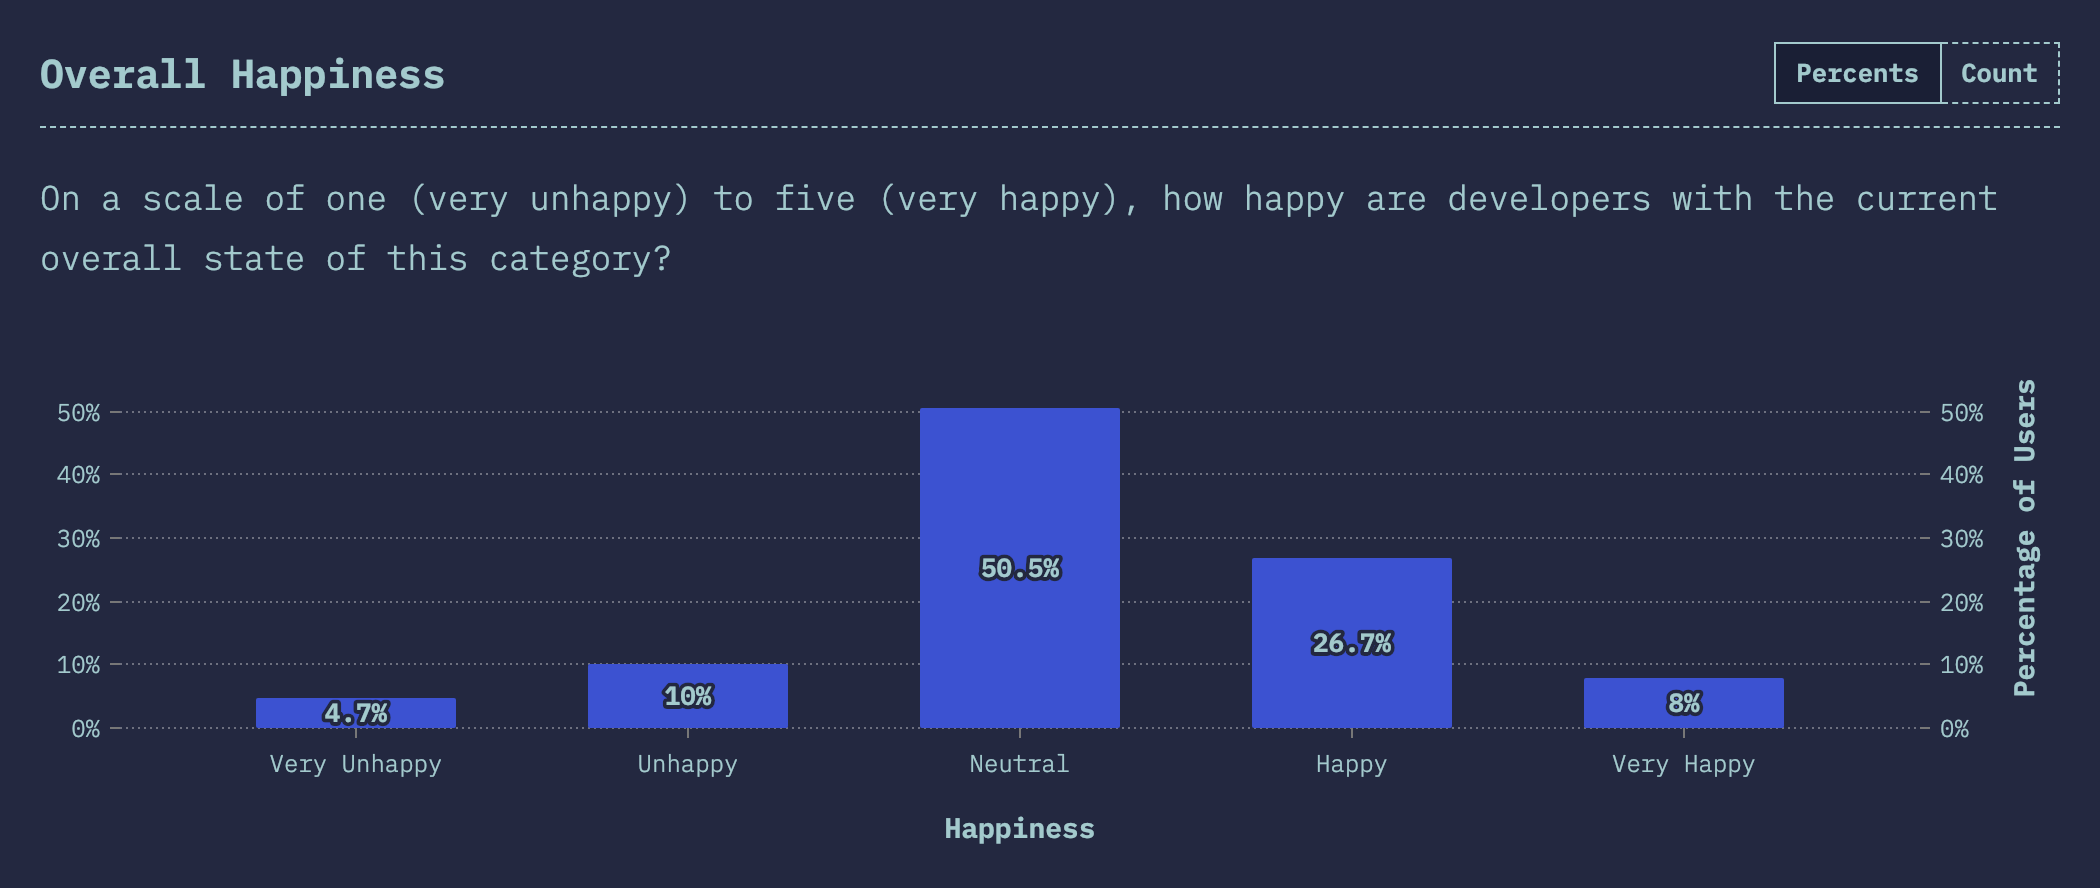 Overall Happiness
Percents Count
On a scale of one (very unhappy) to five (very happy), how happy are developers with the current
overall state of this category?
50% 50%
40% 40%
30% 30%
20% 20%
10% 10%
0% 0%
Percentage of Users
4.7% 10% 50.5% 26.7% 8%
Very Unhappy Unhappy Neutral Happy Very Happy
Happiness